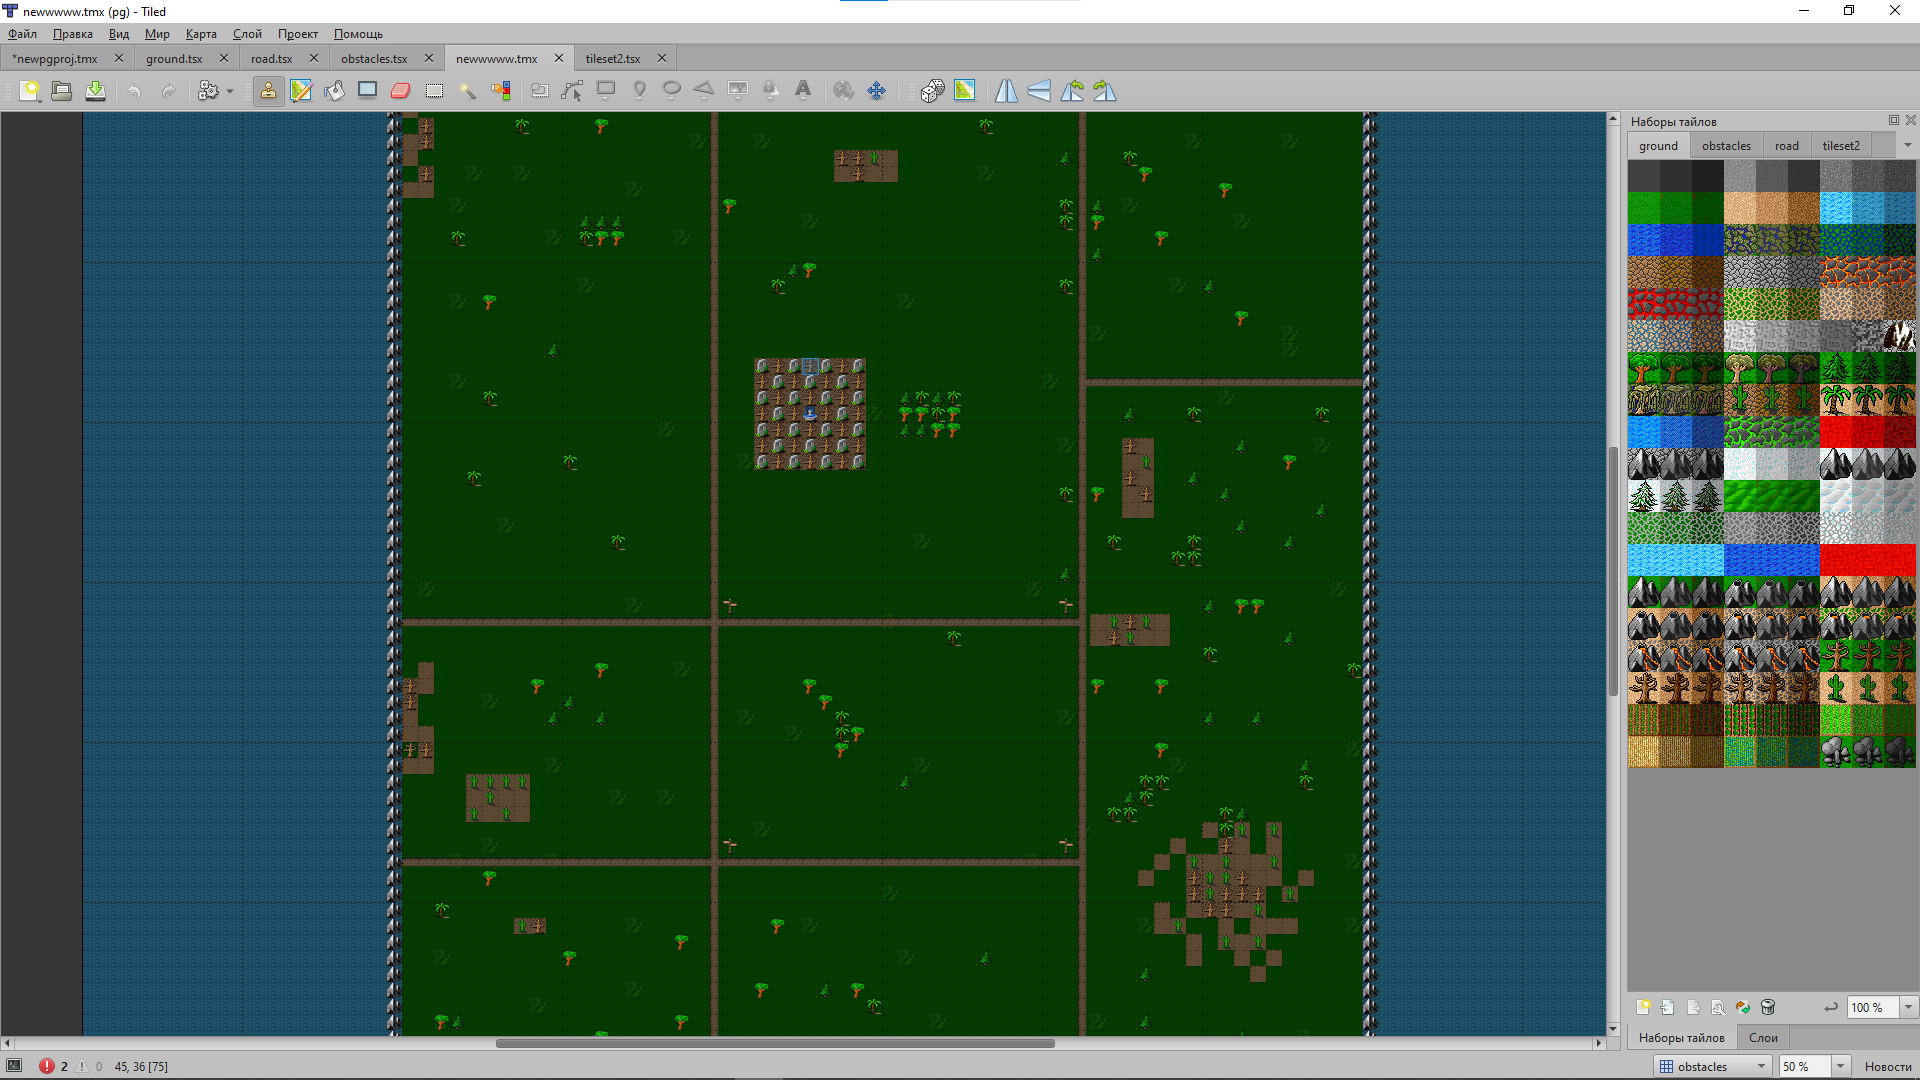 newwwww.tmx (pg) - Tiled
Файл Правка Вид Мир Карта Слой Проект Помощь
*newpgproj.tmx ground.tsx road.tsx obstacles.tsx newwwww.tmx tileset2.tsx
Наборы тайлов
ground obstacles road tileset2
100 %
Наборы тайлов Слои
2 0 45, 36 [75] obstacles 50 % Новости